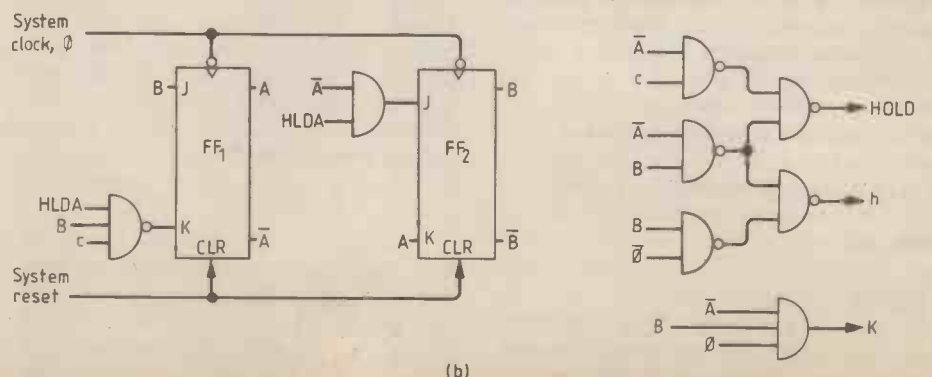 System
clock, Ø
B
J
A
FF1
HLDA
B
c
K
CLR
A̅
System
reset
A̅
HLDA
J
B
FF2
A
K
CLR
B̅
A̅
c
HOLD
A̅
B
h
B
Ø̅
A̅
B
Ø
K
(b)